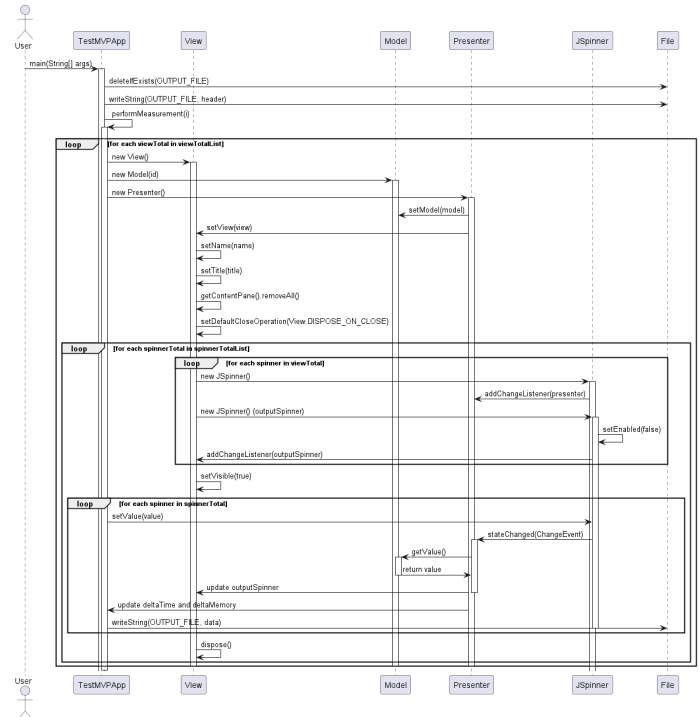 User
TestMVPApp
View
Model
Presenter
JSpinner
File
main(String[] args)
deleteIfExists(OUTPUT_FILE)
writeString(OUTPUT_FILE, header)
performMeasurement(i)
loop [for each viewTotal in viewTotalList]
new View()
new Model(id)
new Presenter()
setModel(model)
setView(view)
setName(name)
setTitle(title)
getContentPane().removeAll()
setDefaultCloseOperation(View.DISPOSE_ON_CLOSE)
loop [for each spinnerTotal in spinnerTotalList]
loop [for each spinner in viewTotal]
new JSpinner()
addChangeListener(presenter)
new JSpinner() (outputSpinner)
setEnabled(false)
addChangeListener(outputSpinner)
setVisible(true)
loop [for each spinner in spinnerTotal]
setValue(value)
stateChanged(ChangeEvent)
getValue()
return value
update outputSpinner
update deltaTime and deltaMemory
writeString(OUTPUT_FILE, data)
dispose()
User
TestMVPApp
View
Model
Presenter
JSpinner
File